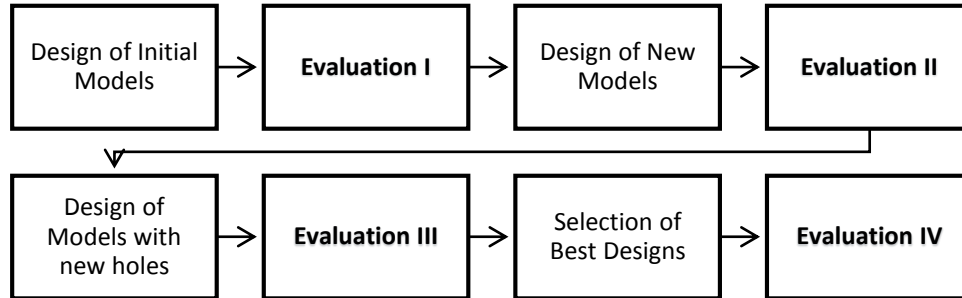 Design of Initial
Models
Evaluation I
Design of New
Models
Evaluation II
Design of
Models with
new holes
Evaluation III
Selection of
Best Designs
Evaluation IV